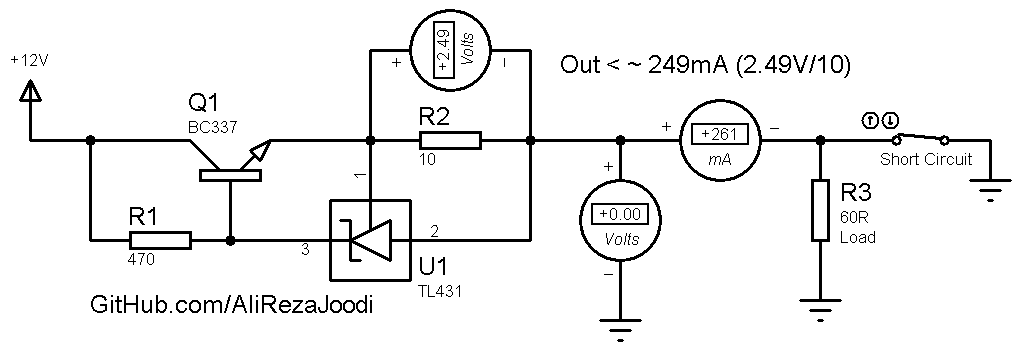 +12V
Q1
BC337
+2.49
Volts
+
−
R2
10
Out < ~ 249mA (2.49V/10)
+
+261
mA
−
Short Circuit
+
+0.00
Volts
−
R3
60R
Load
R1
470
3
1
2
U1
TL431
GitHub.com/AliRezaJoodi